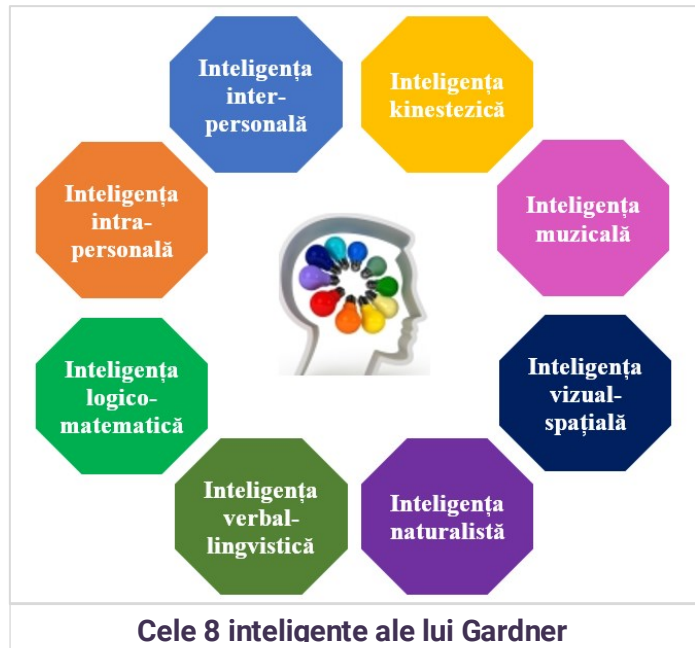 Inteligența
inter-
personală
Inteligența
kinestezică
Inteligența
intra-
personală
Inteligența
muzicală
Inteligența
logico-
matematică
Inteligența
vizual-
spațială
Inteligența
verbal-
lingvistică
Inteligența
naturalistă
Cele 8 inteligente ale lui Gardner